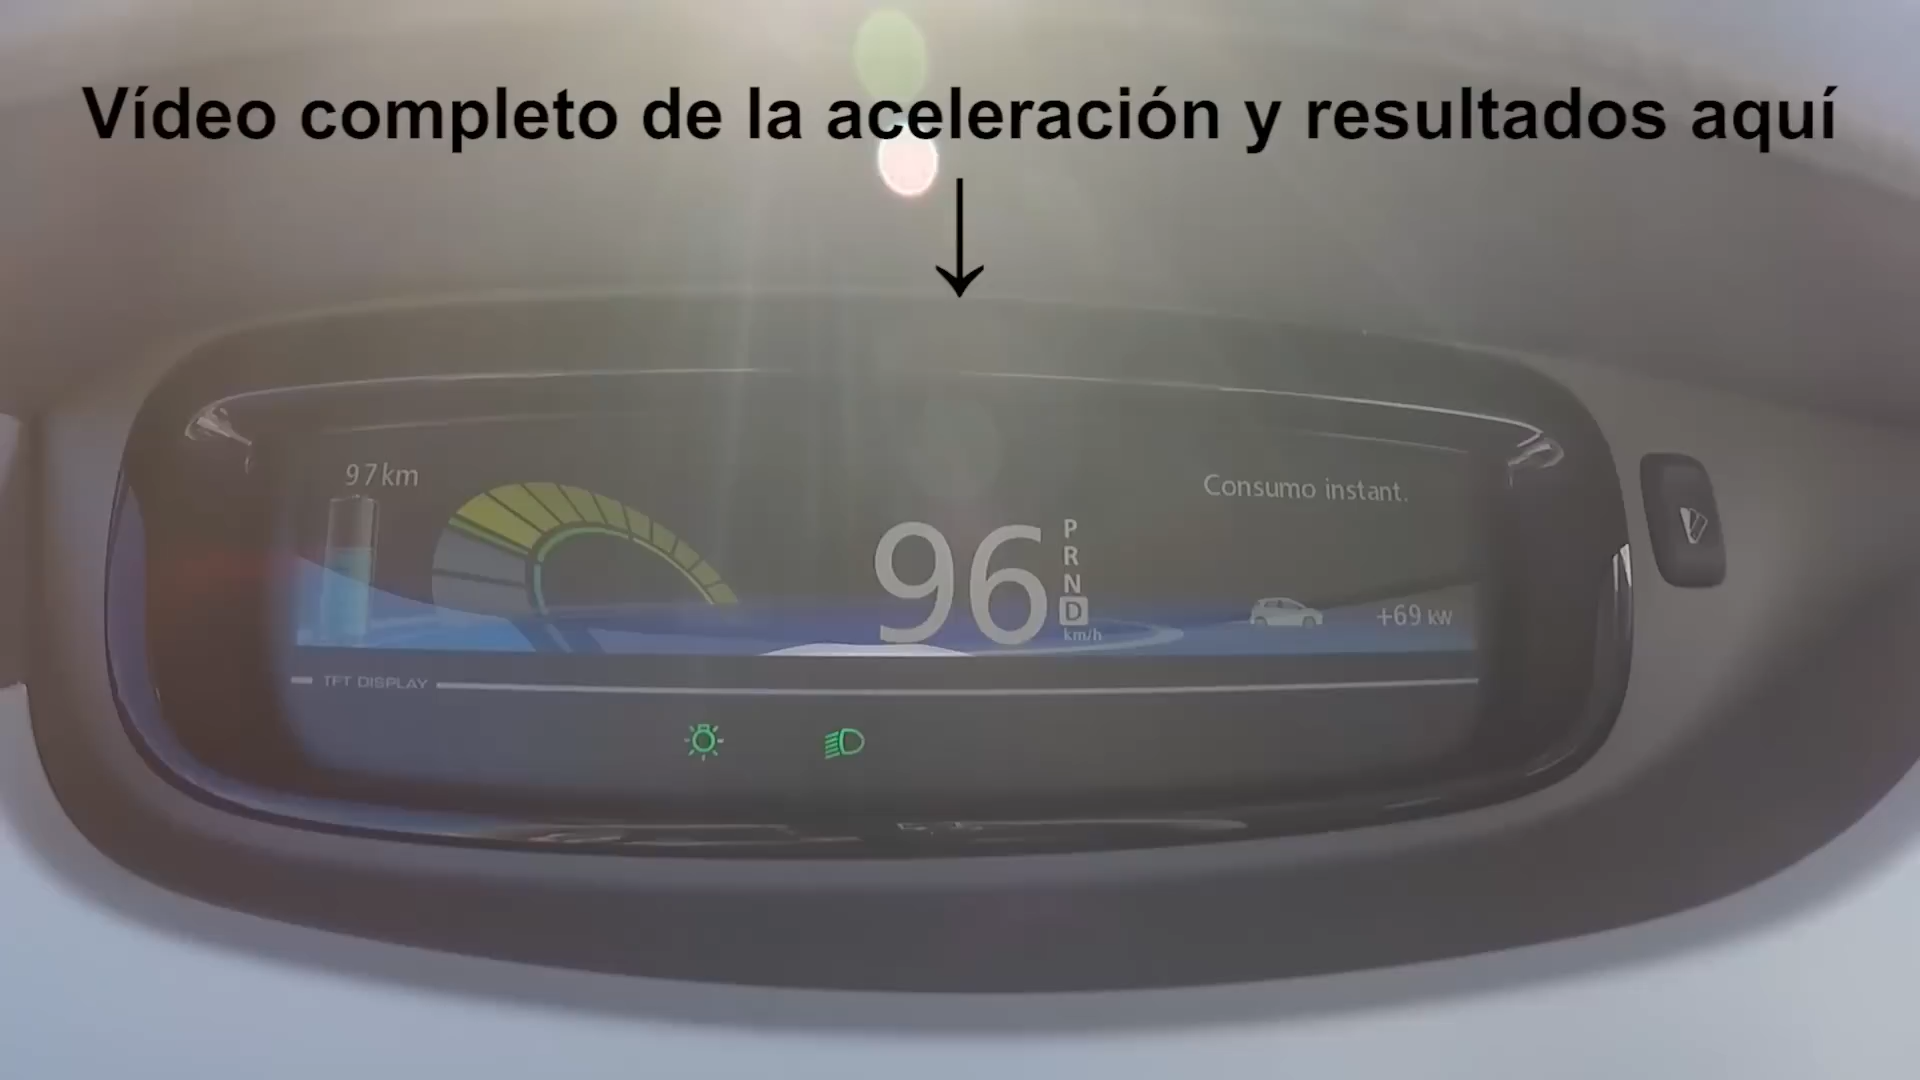 Vídeo completo de la aceleración y resultados aquí
97km
Consumo instant.
96
P
R
N
D
km/h
+69 kW
TFT DISPLAY